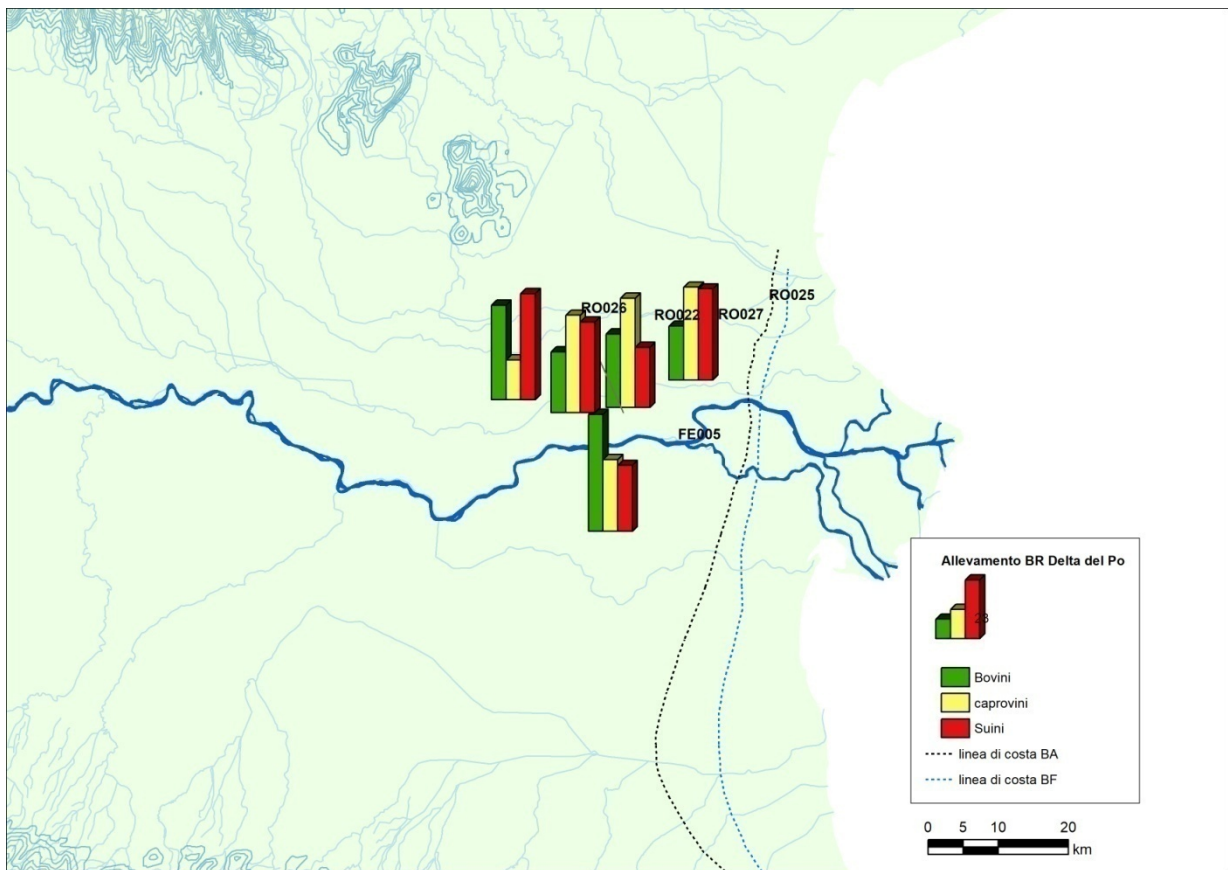 RO025
RO026
RO022
RO027
FE005
Allevamento BR Delta del Po
23
Bovini
caprovini
Suini
linea di costa BA
linea di costa BF
0 5 10 20
km